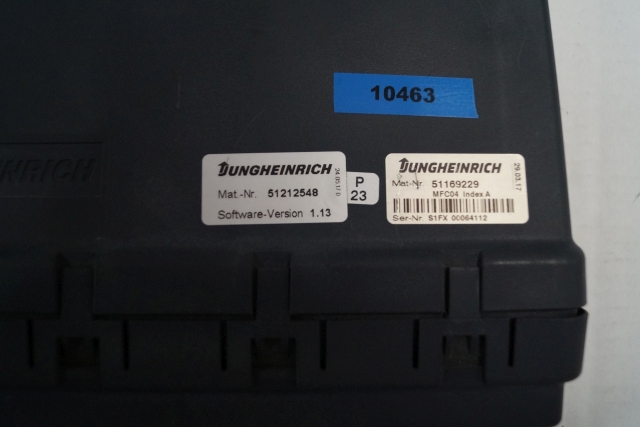 10463
JUNGHEINRICH
Mat.-Nr. 51212548
Software-Version 1.13
P
23
JUNGHEINRICH
Mat-Nr. 51169229
MFC04 Index A
Ser-Nr. S1FX 00064112
29.03.17
NRICH